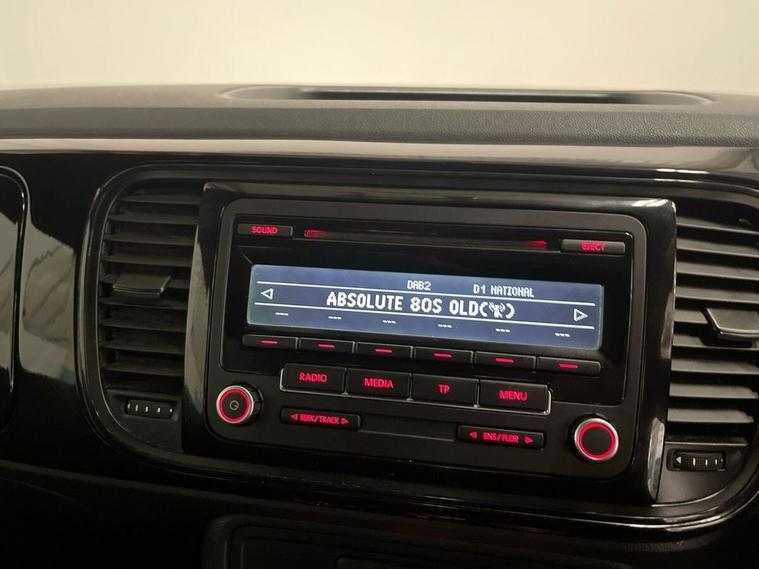 SOUND
EJECT
DAB2 D1 NATIONAL
ABSOLUTE 80S OLD
RADIO MEDIA TP MENU
SEEK/TRACK
ENS/FLDR